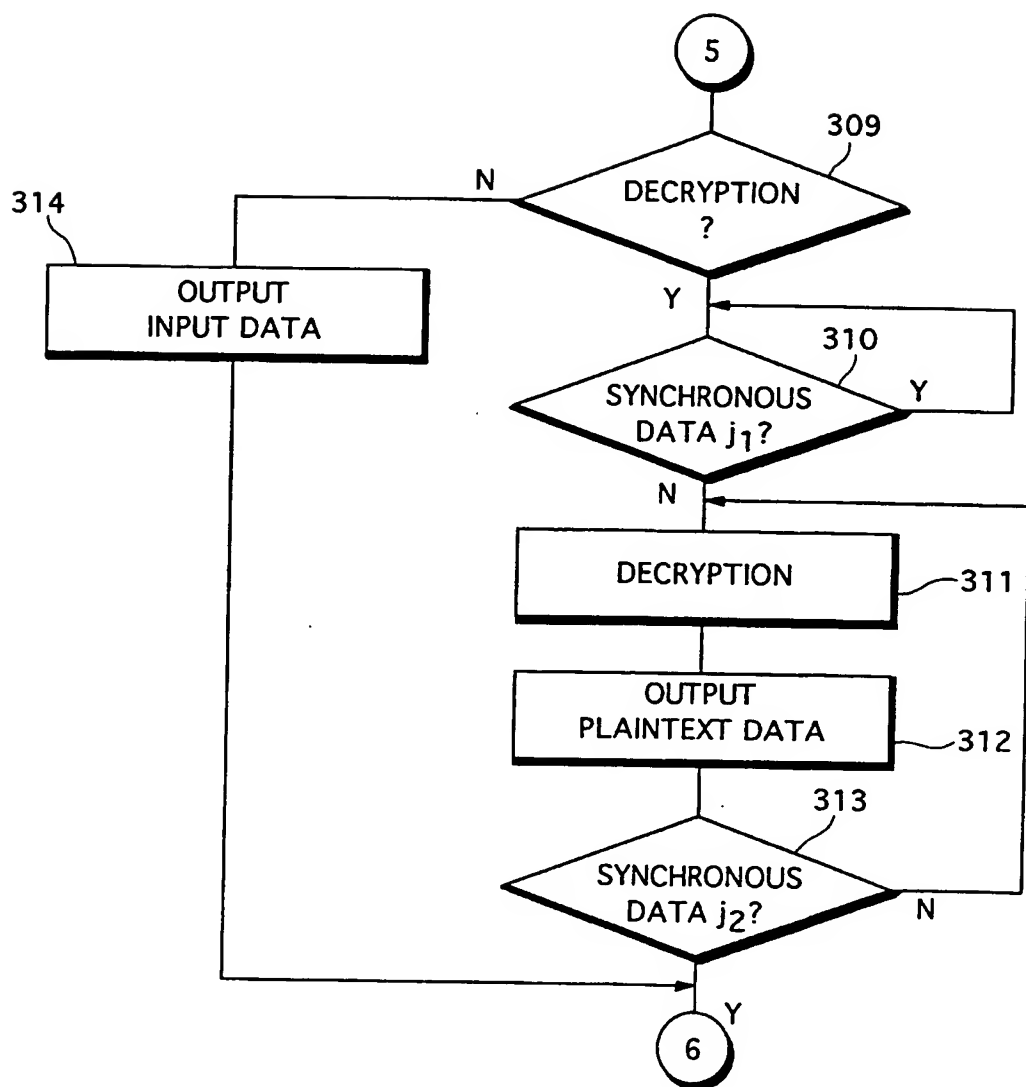 5
309
DECRYPTION
?
N
314
OUTPUT
INPUT DATA
Y
310
SYNCHRONOUS
DATA j₁?
Y
N
DECRYPTION
311
OUTPUT
PLAINTEXT DATA
312
313
SYNCHRONOUS
DATA j₂?
N
Y
6